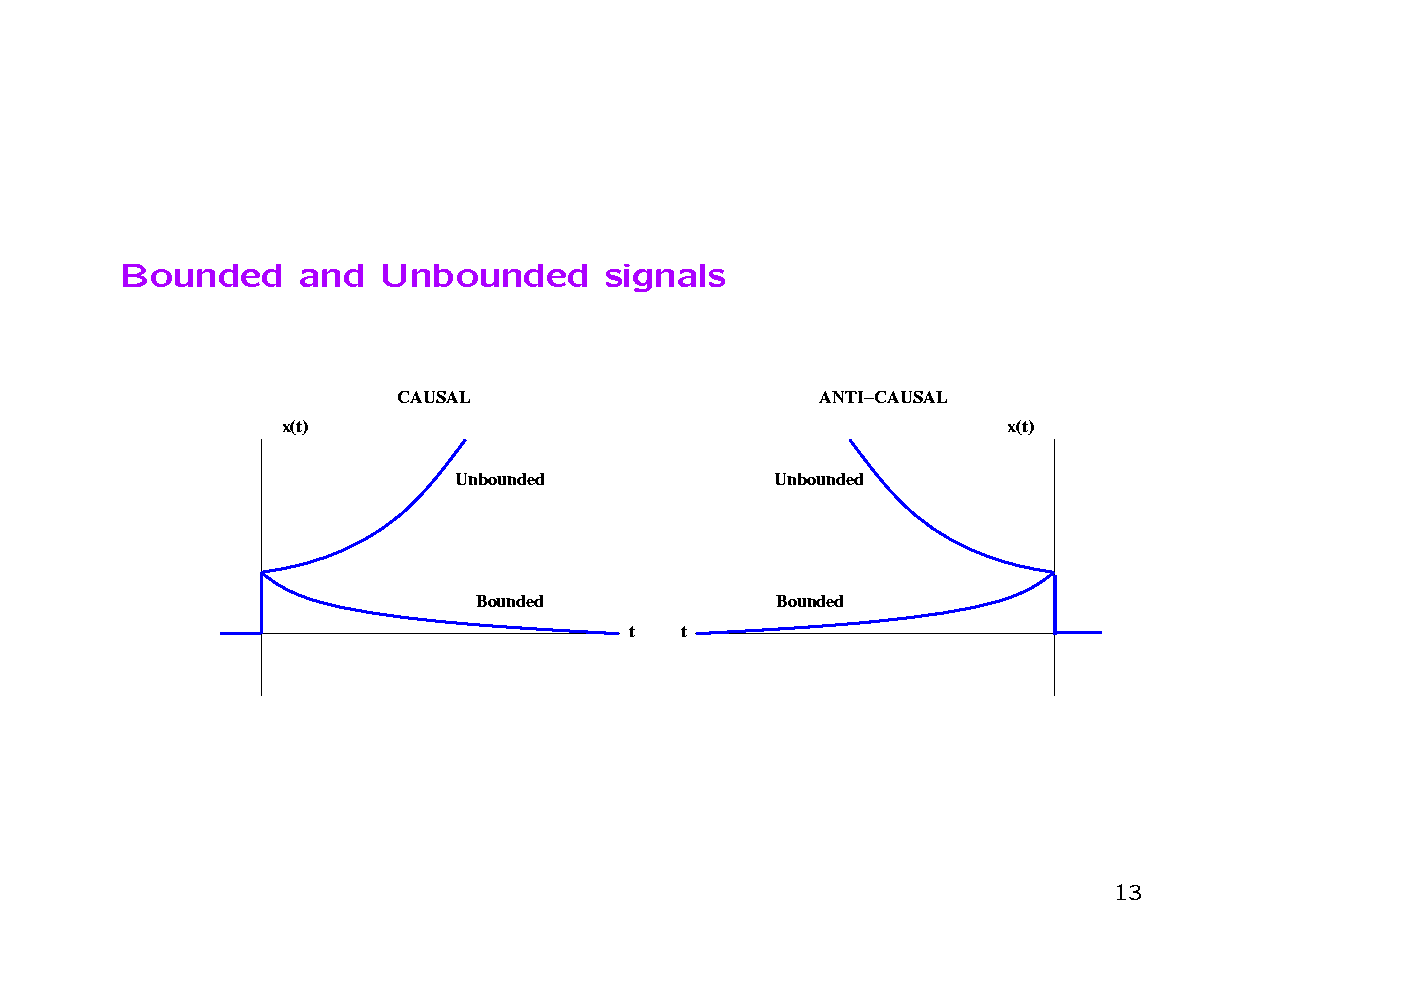 Bounded and Unbounded signals
CAUSAL
x(t)
Unbounded
Bounded
t
ANTI−CAUSAL
x(t)
Unbounded
Bounded
t
13